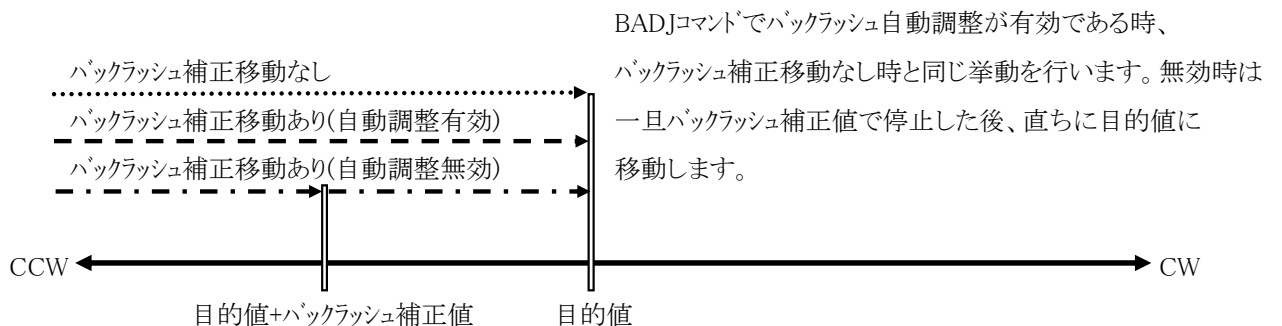 BADJコマンドでバックラッシュ自動調整が有効である時、
バックラッシュ補正移動なし時と同じ挙動を行います。無効時は
一旦バックラッシュ補正値で停止した後、直ちに目的値に
移動します。
バックラッシュ補正移動なし
バックラッシュ補正移動あり(自動調整有効)
バックラッシュ補正移動あり(自動調整無効)
CCW
CW
目的値+バックラッシュ補正値
目的値